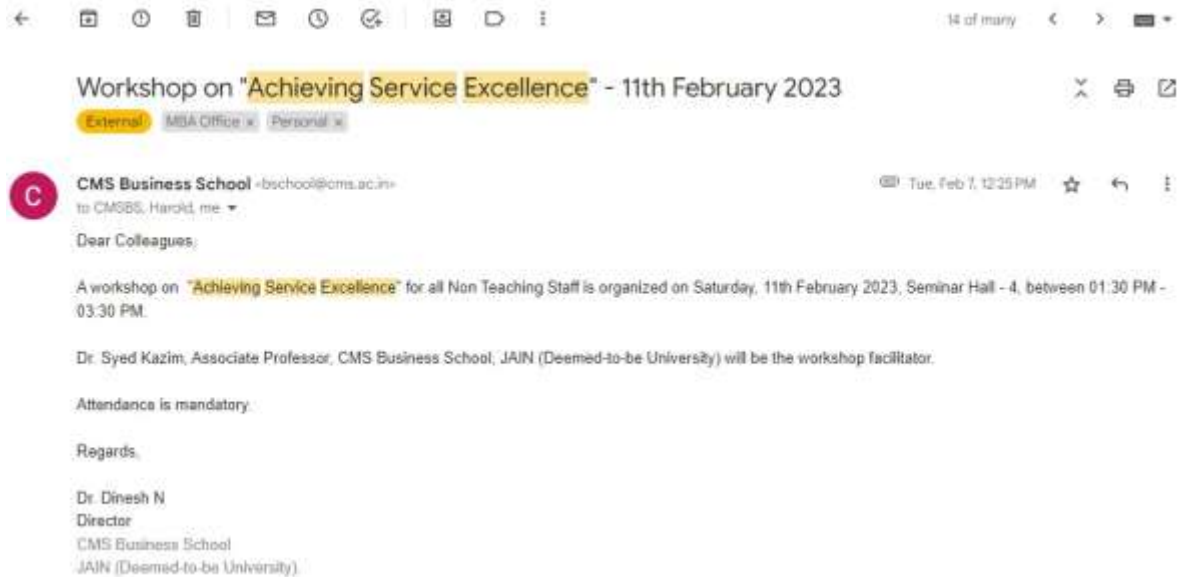 14 of many
Workshop on "Achieving Service Excellence" - 11th February 2023
External MBA Office × Personal ×
C
CMS Business School <bschool@cms.ac.in>
Tue, Feb 7, 12:25 PM
to CMSBS, Harold, me
Dear Colleagues,
A workshop on "Achieving Service Excellence" for all Non Teaching Staff is organized on Saturday, 11th February 2023, Seminar Hall - 4, between 01:30 PM -
03:30 PM.
Dr. Syed Kazim, Associate Professor, CMS Business School, JAIN (Deemed-to-be University) will be the workshop facilitator.
Attendance is mandatory.
Regards,
Dr. Dinesh N
Director
CMS Business School
JAIN (Deemed-to-be University)